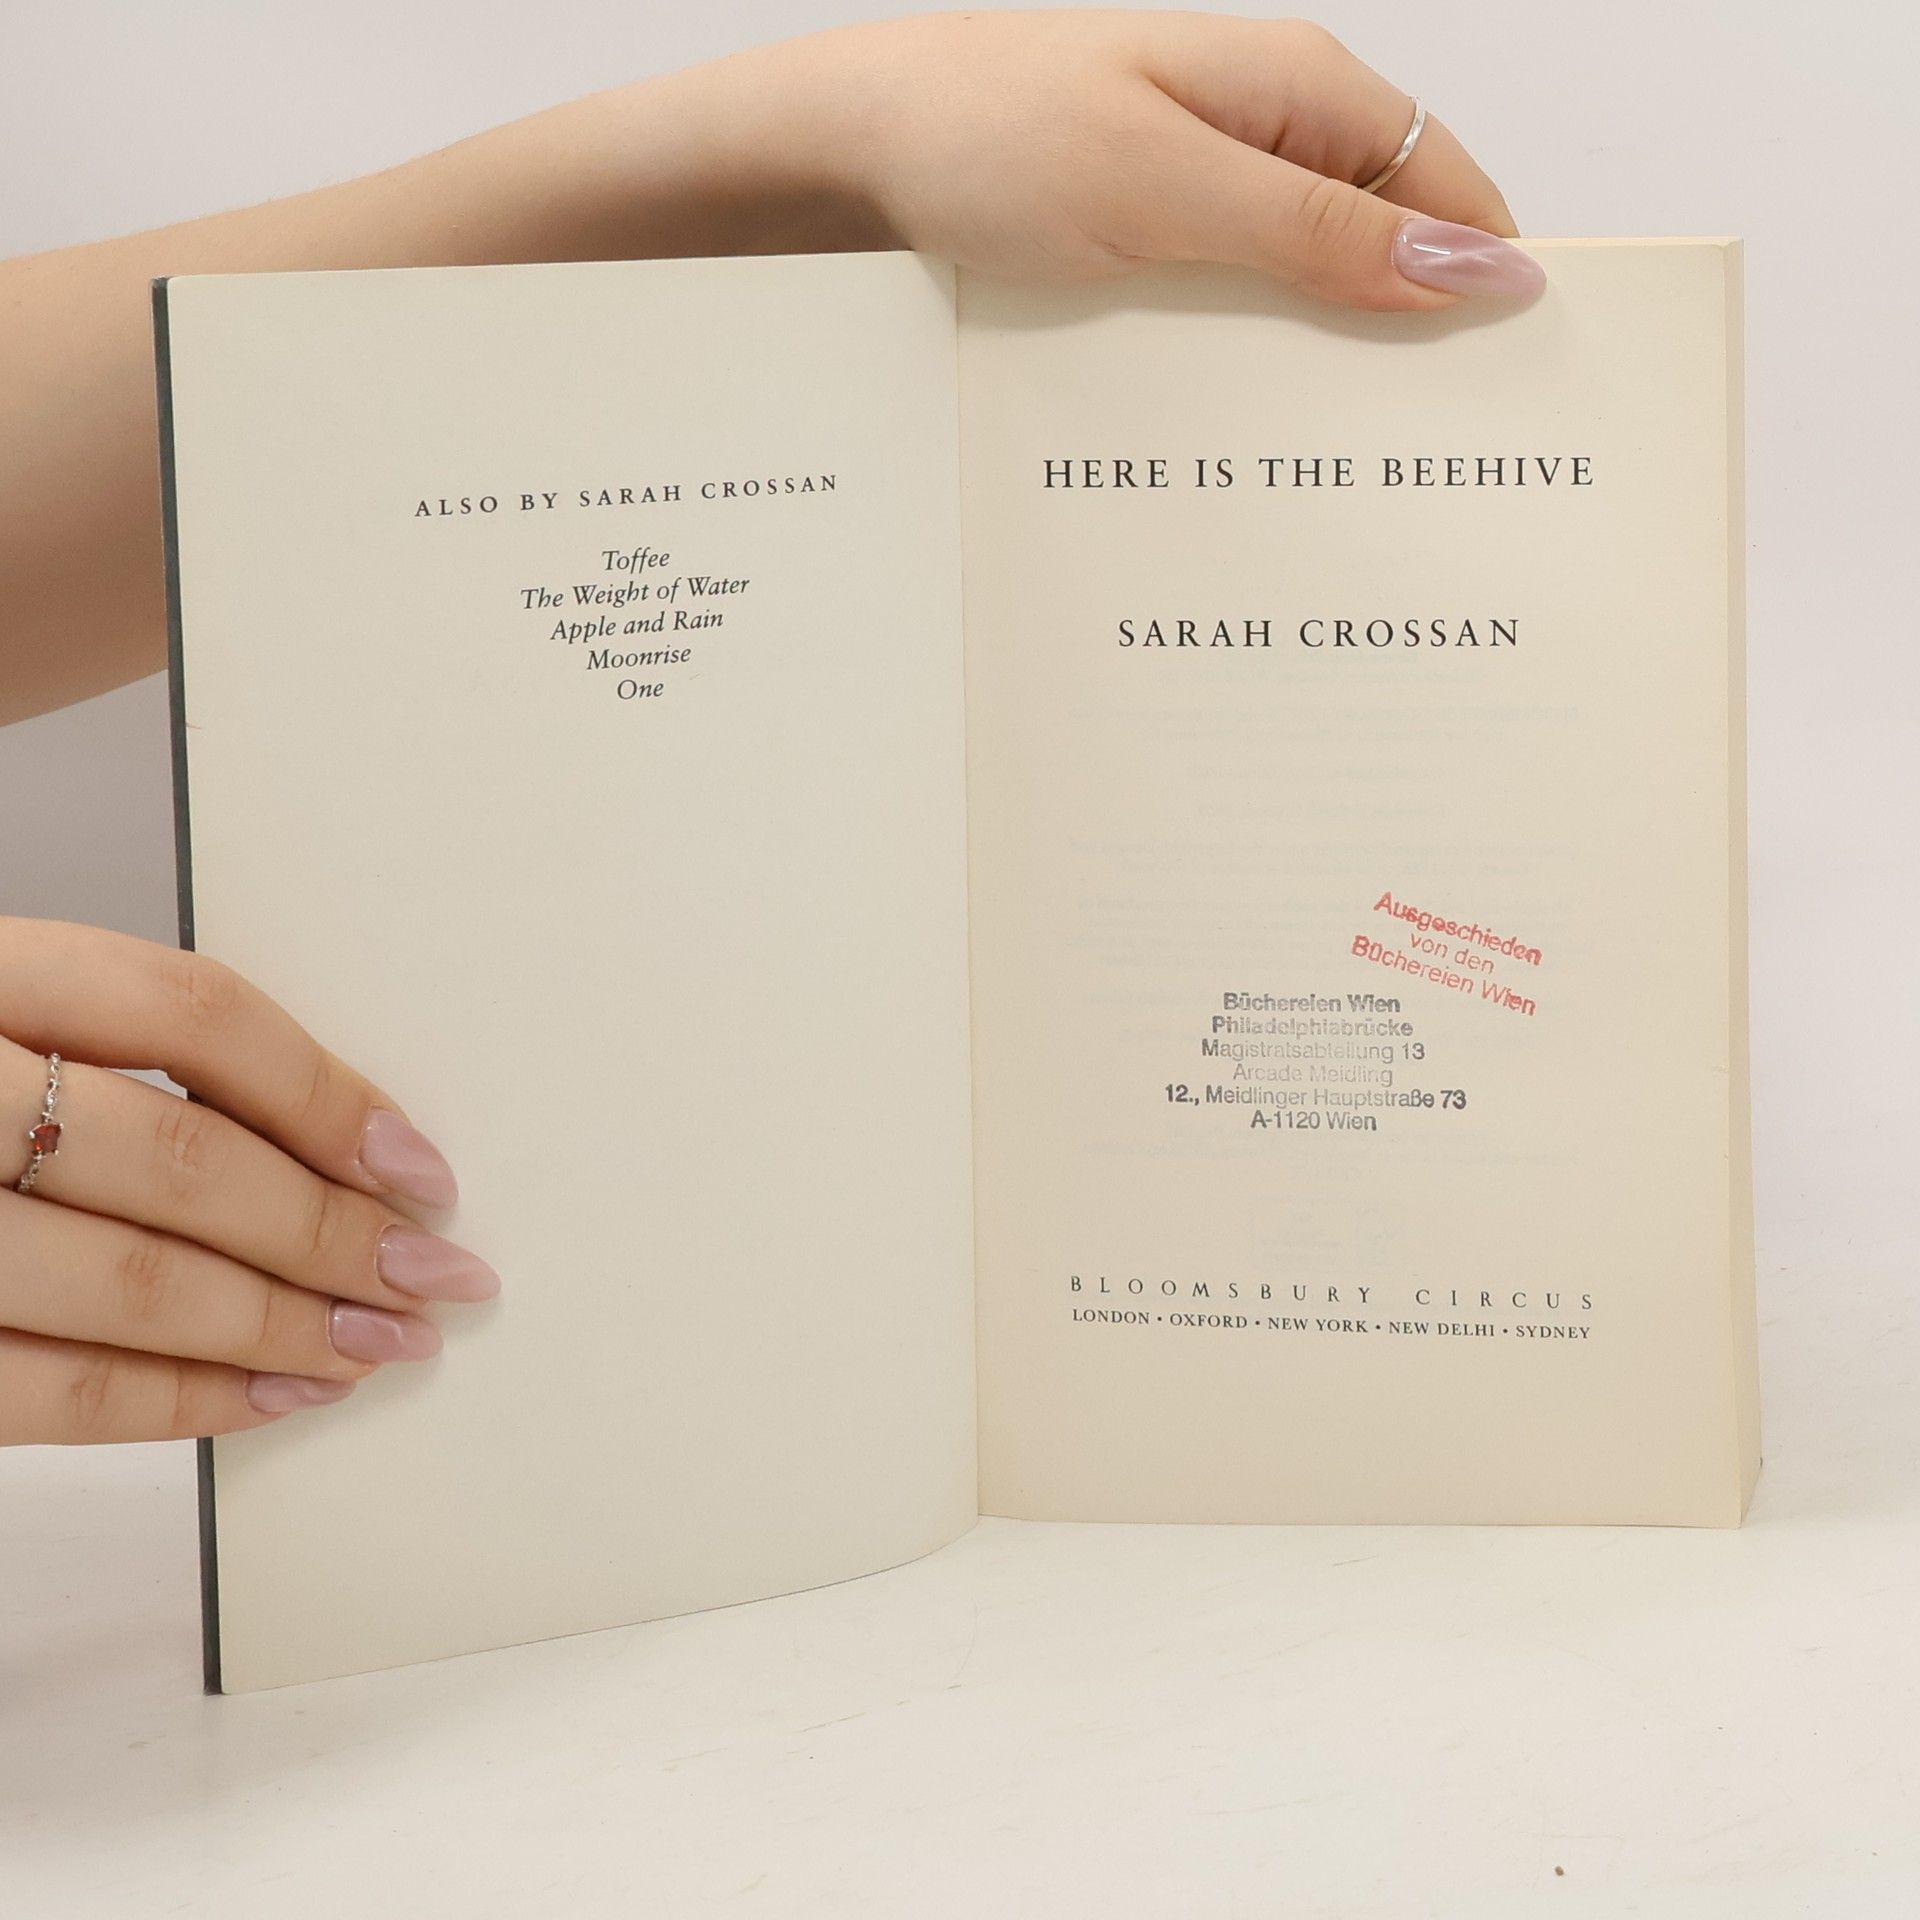 ALSO BY SARAH CROSSAN
Toffee
The Weight of Water
Apple and Rain
Moonrise
One
HERE IS THE BEEHIVE
SARAH CROSSAN
Ausgeschieden
von den
Büchereien Wien
Büchereien Wien
Philadelphiabrücke
Magistratsabteilung 13
Arcade Meidling
12., Meidlinger Hauptstraße 73
A-1120 Wien
BLOOMSBURY CIRCUS
LONDON • OXFORD • NEW YORK • NEW DELHI • SYDNEY